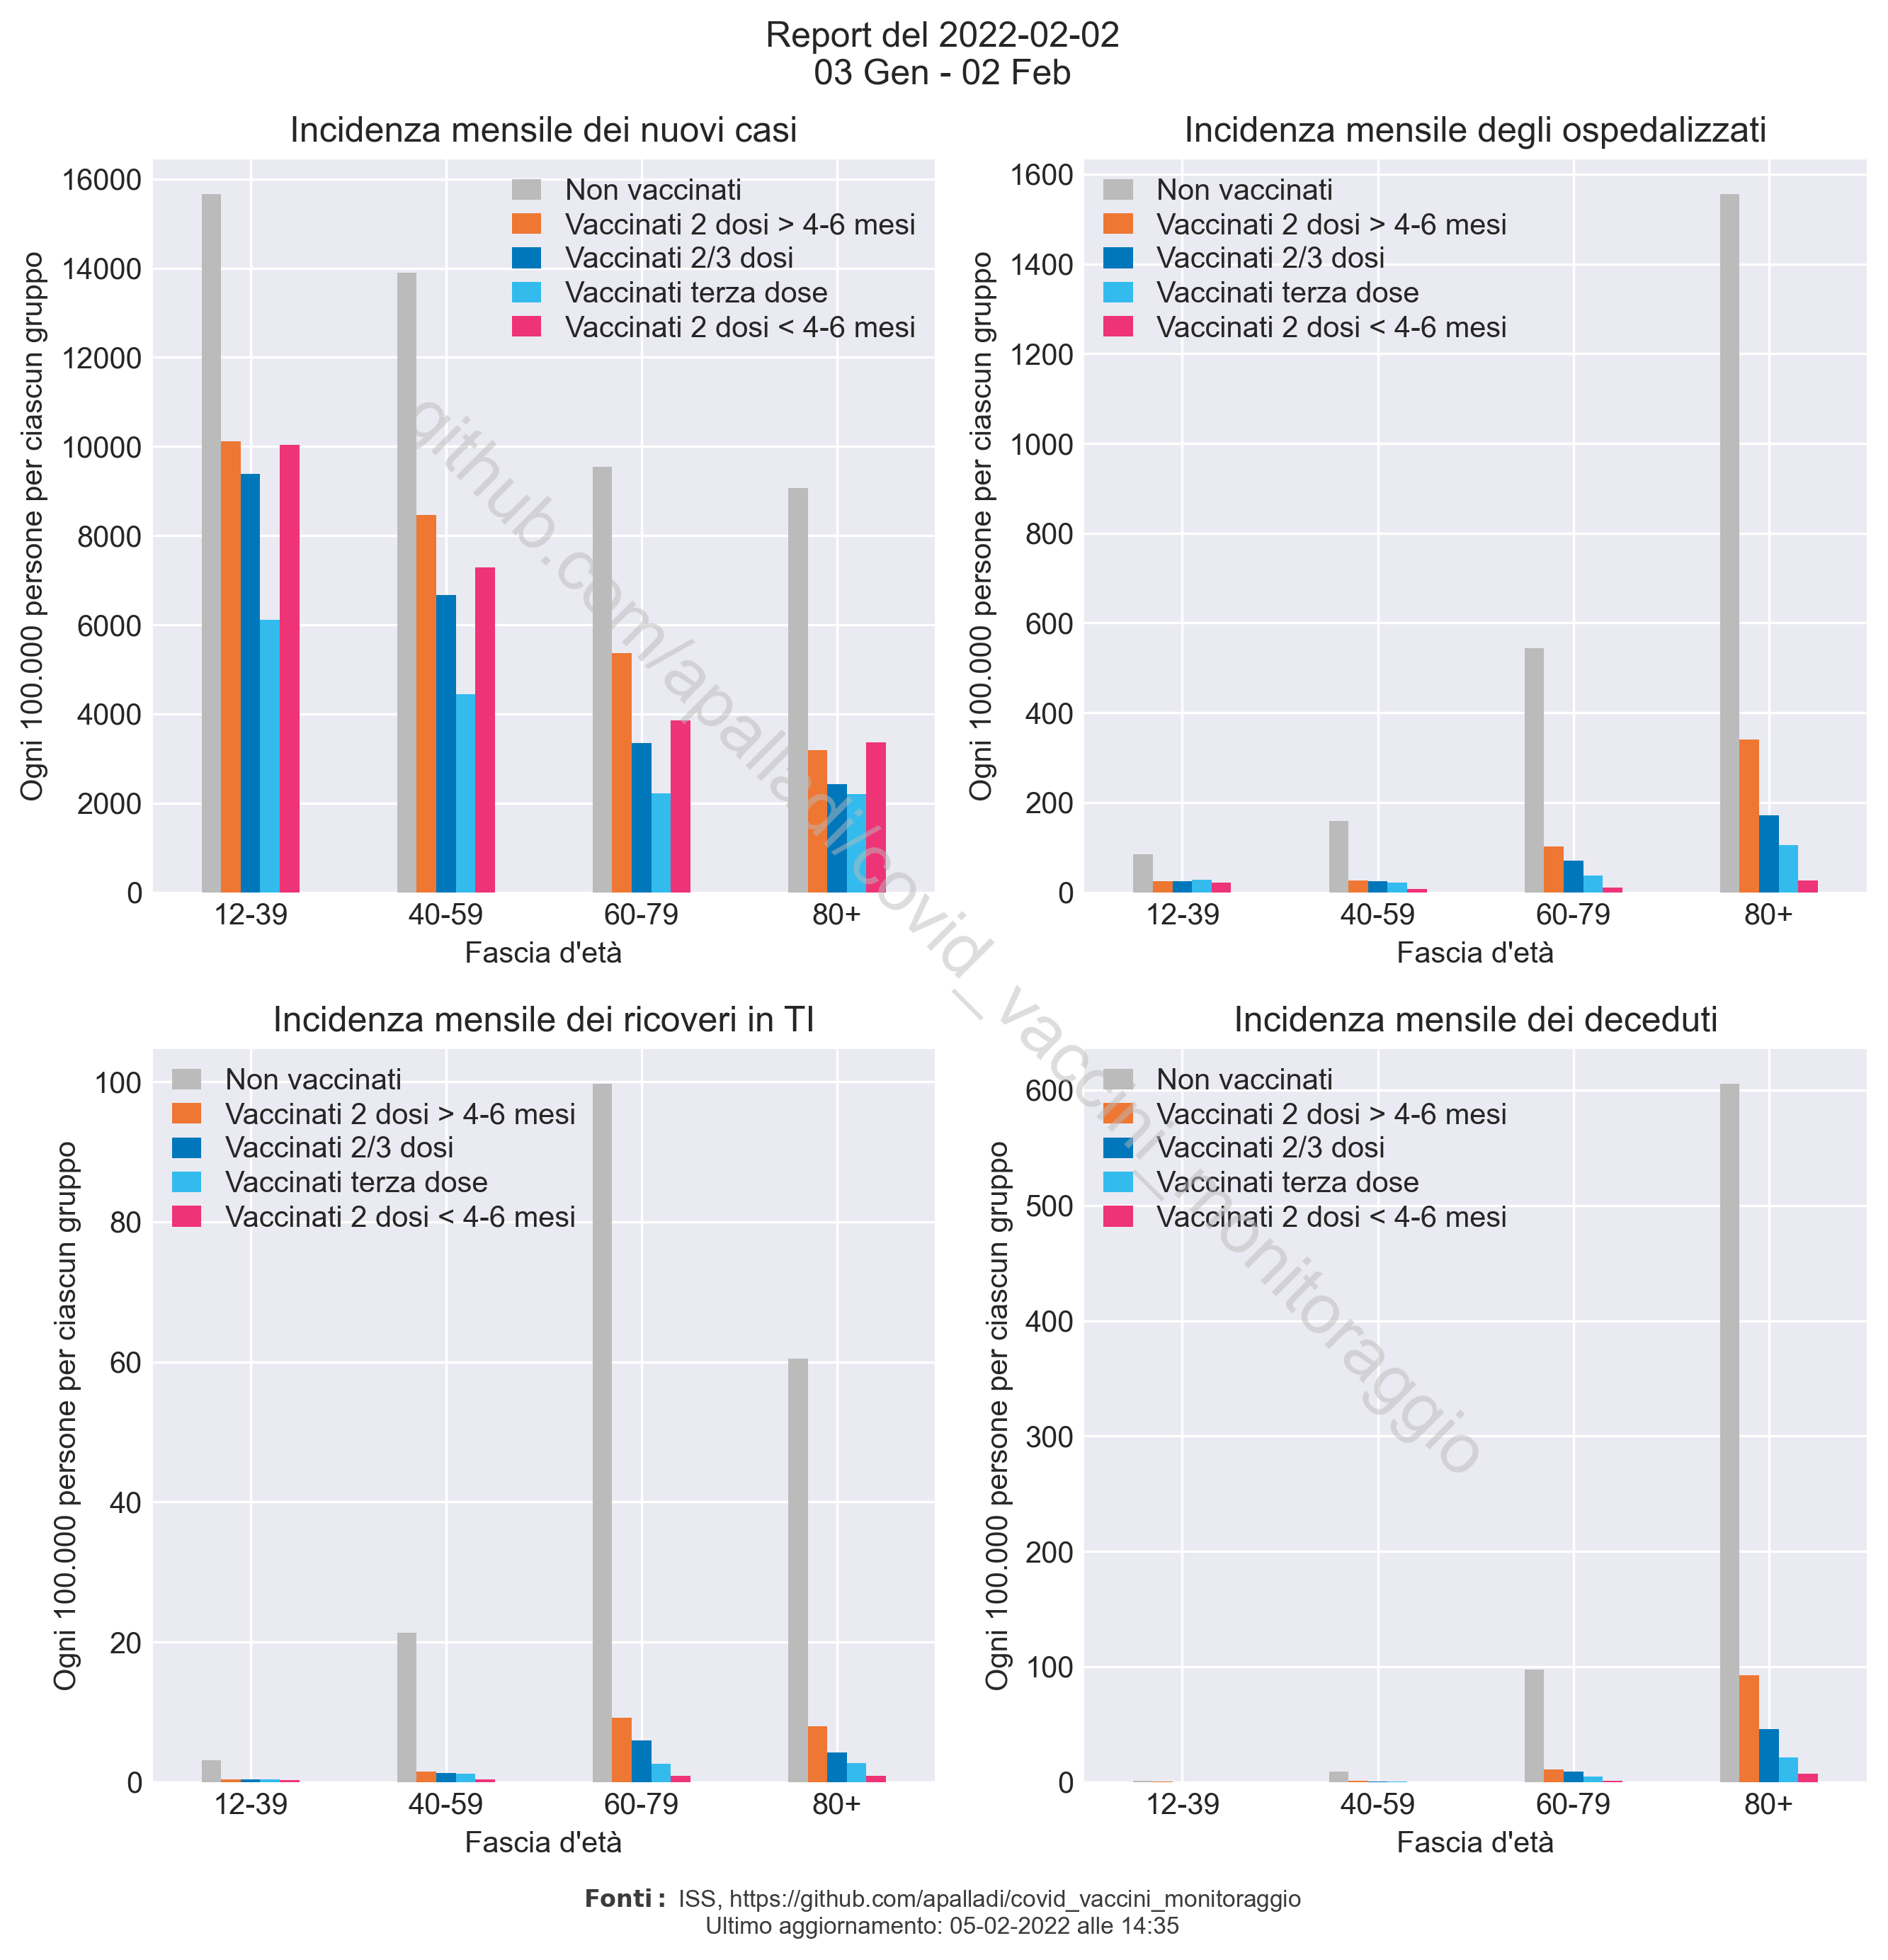 Report del 2022-02-02
03 Gen - 02 Feb
Incidenza mensile dei nuovi casi
Ogni 100.000 persone per ciascun gruppo
16000
14000
12000
10000
8000
6000
4000
2000
0
Non vaccinati
Vaccinati 2 dosi > 4-6 mesi
Vaccinati 2/3 dosi
Vaccinati terza dose
Vaccinati 2 dosi < 4-6 mesi
12-39 40-59 60-79 80+
Fascia d'età
Incidenza mensile degli ospedalizzati
Ogni 100.000 persone per ciascun gruppo
1600
1400
1200
1000
800
600
400
200
0
Non vaccinati
Vaccinati 2 dosi > 4-6 mesi
Vaccinati 2/3 dosi
Vaccinati terza dose
Vaccinati 2 dosi < 4-6 mesi
12-39 40-59 60-79 80+
Fascia d'età
Incidenza mensile dei ricoveri in TI
Ogni 100.000 persone per ciascun gruppo
100
80
60
40
20
0
Non vaccinati
Vaccinati 2 dosi > 4-6 mesi
Vaccinati 2/3 dosi
Vaccinati terza dose
Vaccinati 2 dosi < 4-6 mesi
12-39 40-59 60-79 80+
Fascia d'età
Incidenza mensile dei deceduti
Ogni 100.000 persone per ciascun gruppo
600
500
400
300
200
100
0
Non vaccinati
Vaccinati 2 dosi > 4-6 mesi
Vaccinati 2/3 dosi
Vaccinati terza dose
Vaccinati 2 dosi < 4-6 mesi
12-39 40-59 60-79 80+
Fascia d'età
github.com/apalladi/covid_vaccini_monitoraggio
Fonti: ISS, https://github.com/apalladi/covid_vaccini_monitoraggio
Ultimo aggiornamento: 05-02-2022 alle 14:35